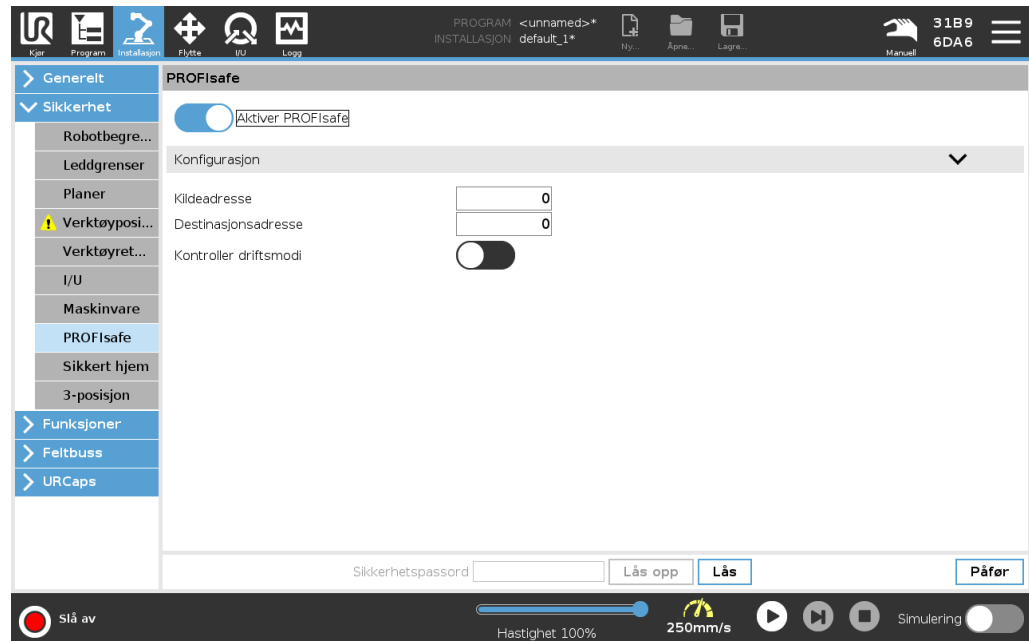 UR
PROGRAM <unnamed>*
INSTALLASJON default_1*
31B9
6DA6
Kjør Program Installasjon Flytte I/U Logg
Ny... Åpne... Lagre...
Manuell
Generelt
Sikkerhet
Robotbegre...
Leddgrenser
Planer
Verktøyposi...
Verktøyret...
I/U
Maskinvare
PROFIsafe
Sikkert hjem
3-posisjon
Funksjoner
Feltbuss
URCaps
PROFIsafe
Aktiver PROFIsafe
Konfigurasjon
Kildeadresse 0
Destinasjonsadresse 0
Kontroller driftsmodi
Sikkerhetspassord Lås opp Lås Påfør
Slå av
Hastighet 100%
250mm/s
Simulering